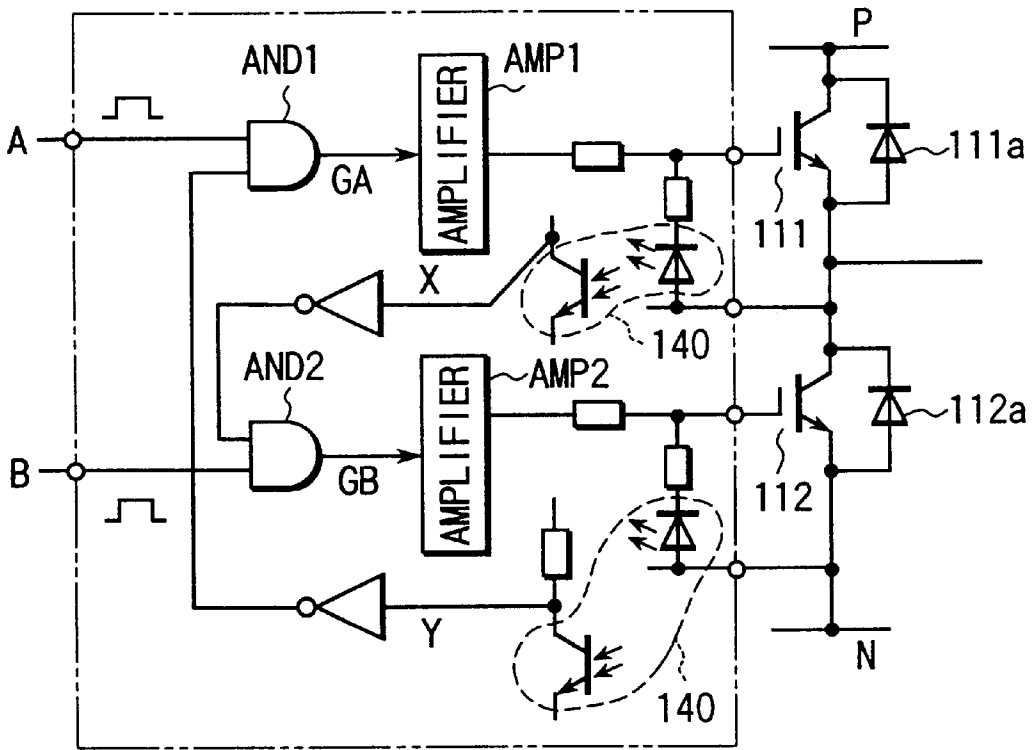 P
AND1
AMP1
A
AMPLIFIER
GA
111a
111
X
140
AND2
AMP2
AMPLIFIER
112a
B
GB
112
Y
N
140